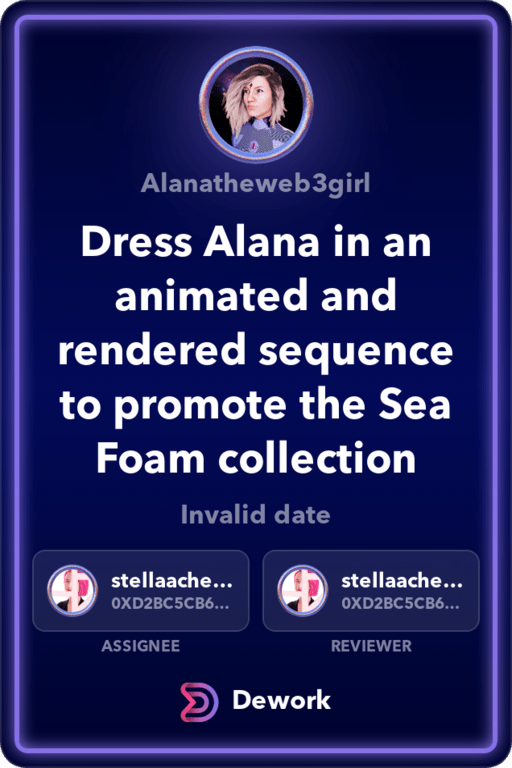 Alanatheweb3girl
Dress Alana in an
animated and
rendered sequence
to promote the Sea
Foam collection
Invalid date
stellaache...
0XD2BC5CB6...
ASSIGNEE
stellaache...
0XD2BC5CB6...
REVIEWER
Dework